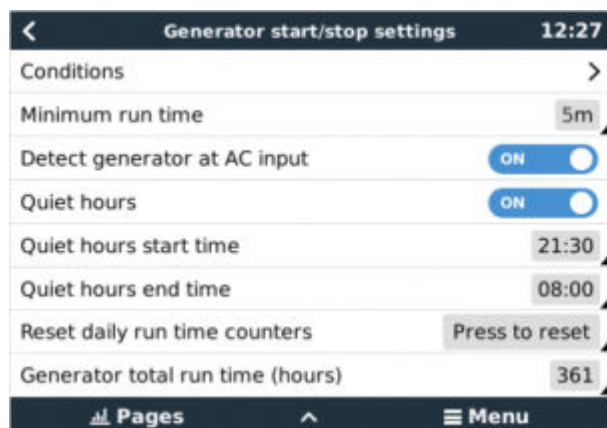 Generator start/stop settings 12:27
Conditions
Minimum run time 5m
Detect generator at AC input ON
Quiet hours ON
Quiet hours start time 21:30
Quiet hours end time 08:00
Reset daily run time counters Press to reset
Generator total run time (hours) 361
Pages Menu